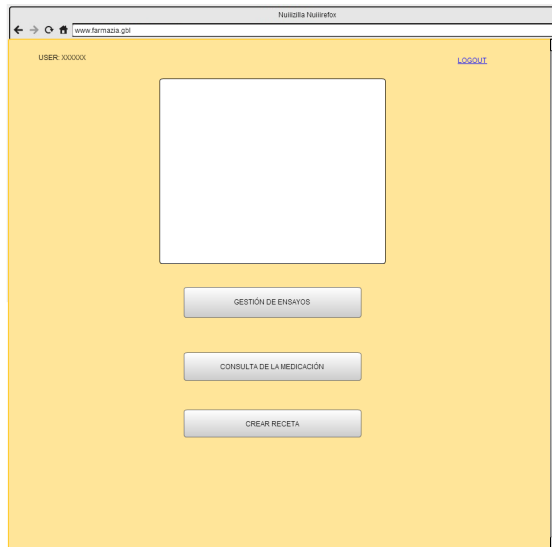 Nuiiizilla Nuiiirefox
www.farmazia.gbl
USER: XXXXXX
LOGOUT
GESTIÓN DE ENSAYOS
CONSULTA DE LA MEDICACIÓN
CREAR RECETA